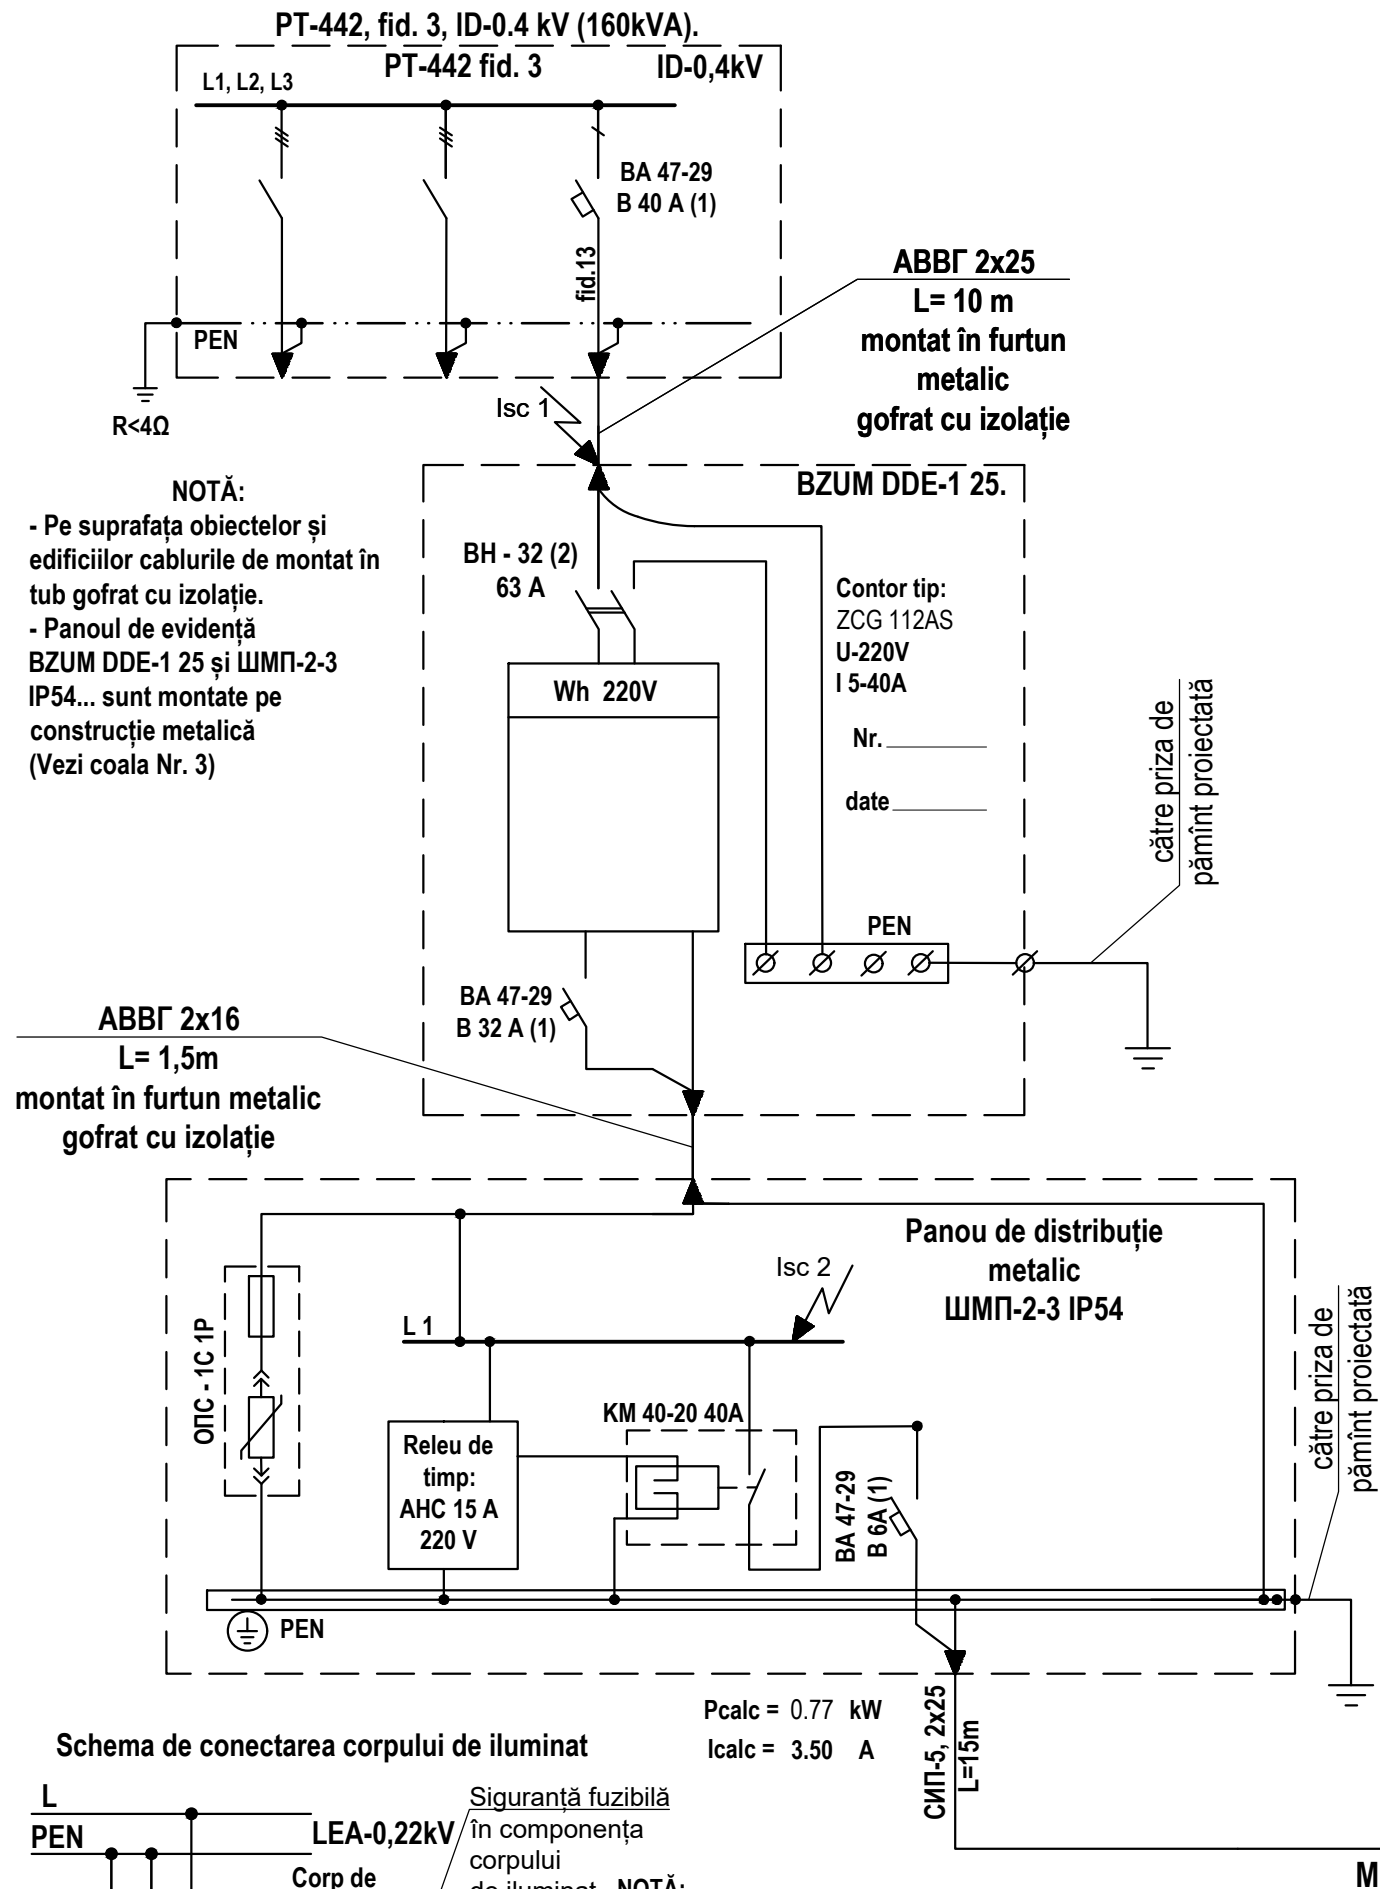 PT-442, fid. 3, ID-0.4 kV (160kVA).
PT-442 fid. 3
ID-0,4kV
L1, L2, L3
BA 47-29
B 40 A (1)
fid.13
PEN
R<4Ω
АВВГ 2x25
L= 10 m
montat în furtun
metalic
gofrat cu izolație
Isc 1
BZUM DDE-1 25.
NOTĂ:
- Pe suprafața obiectelor și
edificiilor cablurile de montat în
tub gofrat cu izolație.
- Panoul de evidență
BZUM DDE-1 25 și ШМП-2-3
IP54... sunt montate pe
construcție metalică
(Vezi coala Nr. 3)
BH - 32 (2)
63 A
Contor tip:
ZCG 112AS
U-220V
I 5-40A
Nr.
date
Wh 220V
către priza de
pămînt proiectată
PEN
BA 47-29
B 32 A (1)
АВВГ 2x16
L= 1,5m
montat în furtun metalic
gofrat cu izolație
Panou de distribuție
metalic
ШМП-2-3 IP54
Isc 2
L 1
ОПС - 1С 1Р
Releu de
timp:
AHC 15 A
220 V
KM 40-20 40A
BA 47-29
B 6A (1)
către priza de
pămînt proiectată
PEN
Pcalc = 0.77 kW
Icalc = 3.50 A
СИП-5, 2x25
L=15m
Schema de conectarea corpului de iluminat
L
PEN
LEA-0,22kV
Corp de
Siguranță fuzibilă
în componența
corpului
de iluminat
NOTĂ:
M